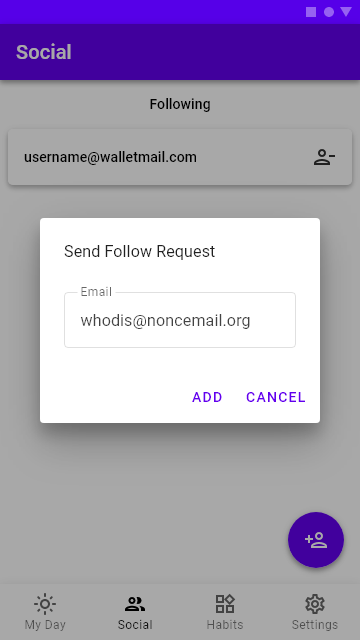 Social
Following
username@walletmail.com
Send Follow Request
Email
whodis@noncemail.org
ADD CANCEL
My Day Social Habits Settings